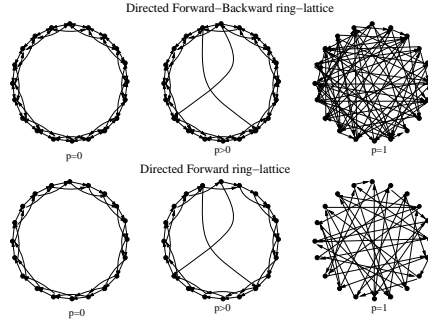 Directed Forward−Backward ring−lattice
p=0
p>0
p=1
Directed Forward ring−lattice
p=0
p>0
p=1